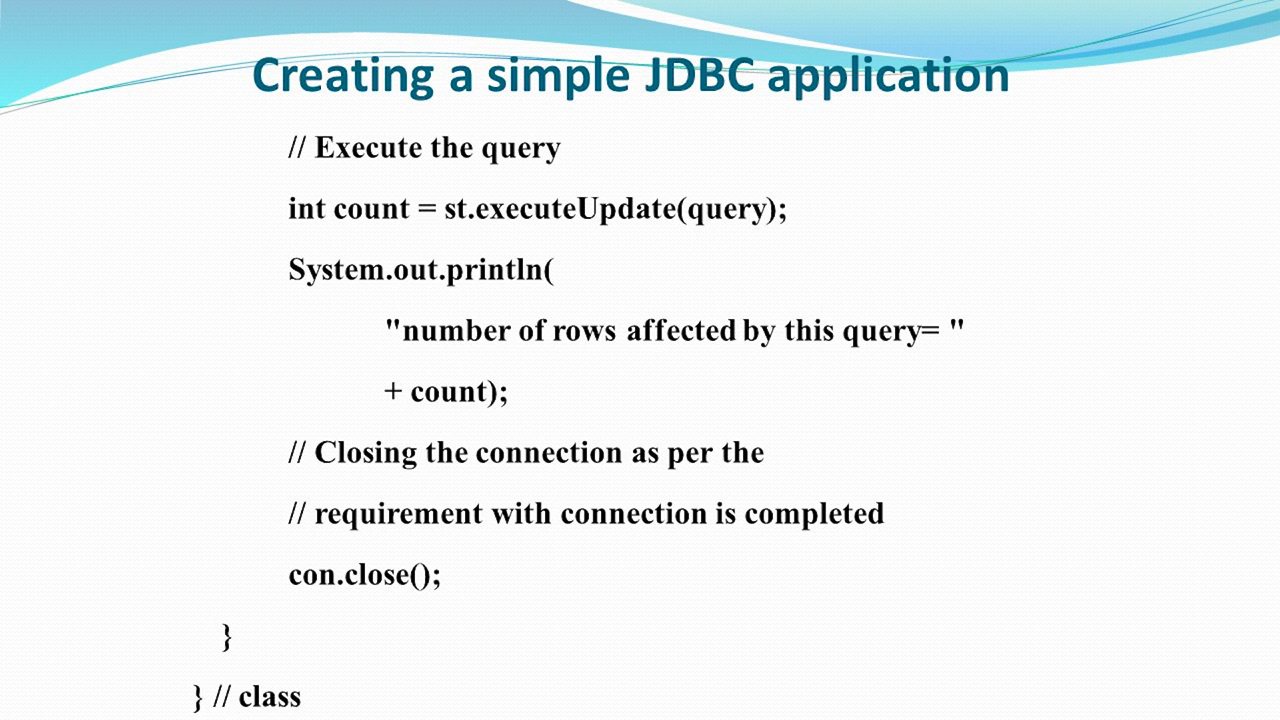 Creating a simple JDBC application
// Execute the query
int count = st.executeUpdate(query);
System.out.println(
"number of rows affected by this query= "
+ count);
// Closing the connection as per the
// requirement with connection is completed
con.close();
}
} // class